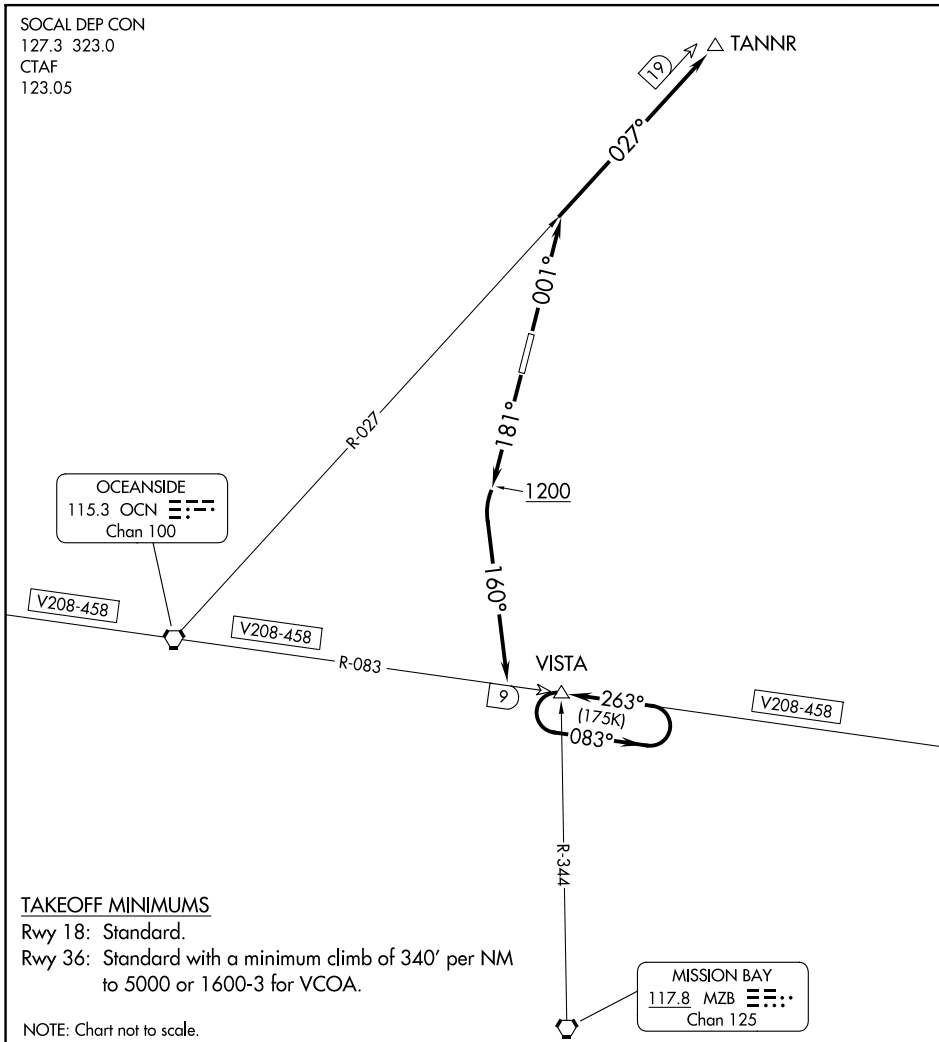 SOCAL DEP CON
127.3 323.0
CTAF
123.05
TANNR
19
027°
001°
R-027
181°
1200
OCEANSIDE
115.3 OCN
Chan 100
160°
V208-458
V208-458
R-083
VISTA
9
263°
(175K)
083°
V208-458
R-344
TAKEOFF MINIMUMS
Rwy 18: Standard.
Rwy 36: Standard with a minimum climb of 340' per NM
to 5000 or 1600-3 for VCOA.
MISSION BAY
117.8 MZB
Chan 125
NOTE: Chart not to scale.